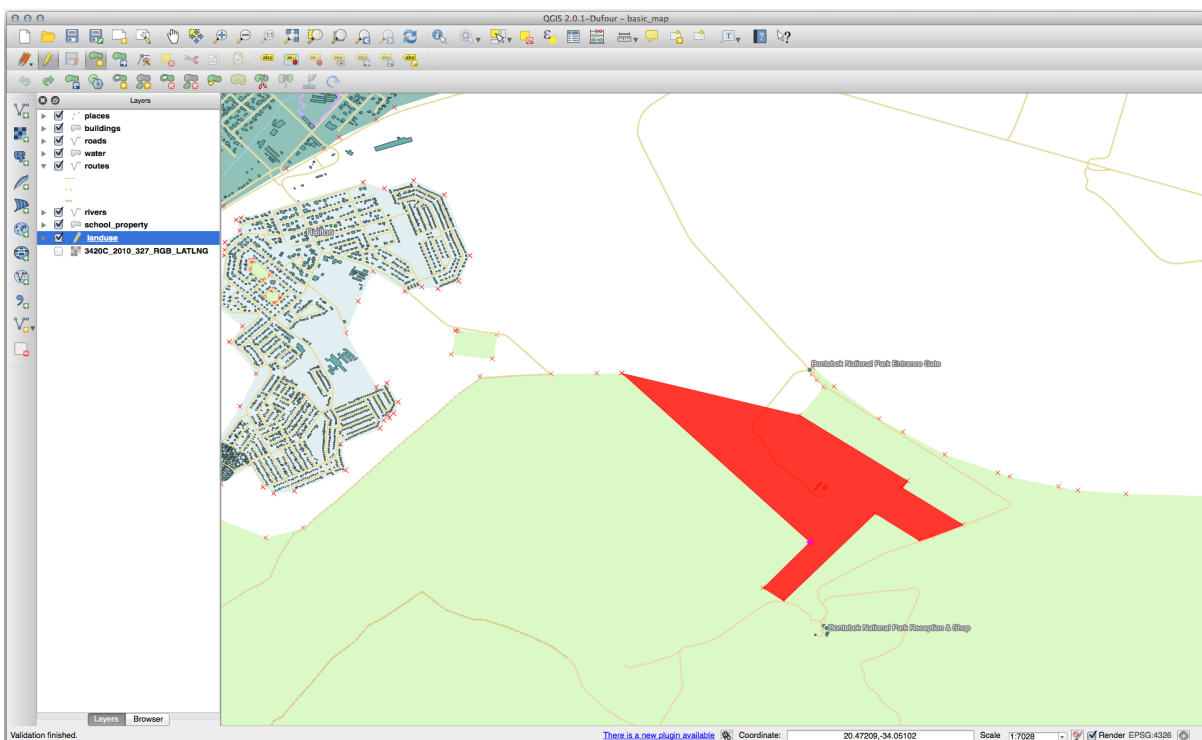 QGIS 2.0.1-Dufour - basic_map
abc
Layers
places
buildings
roads
water
routes
rivers
school_property
landuse
3420C_2010_327_RGB_LATLNG
Railton
Bontebok National Park Entrance Gate
Bontebok National Park Reception & Shop
Layers Browser
Validation finished. There is a new plugin available Coordinate: 20.47209,-34.05102 Scale 1:7028 Render EPSG:4326